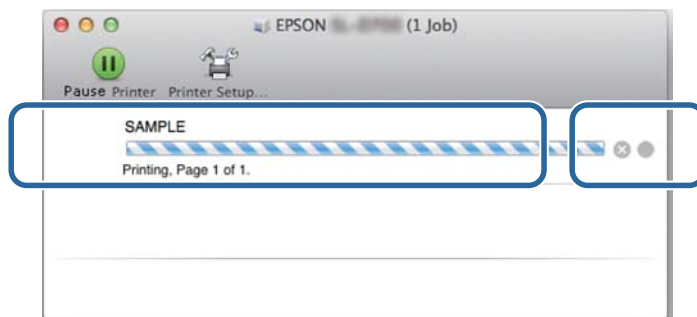 EPSON (1 Job)
Pause Printer Printer Setup...
SAMPLE
Printing, Page 1 of 1.